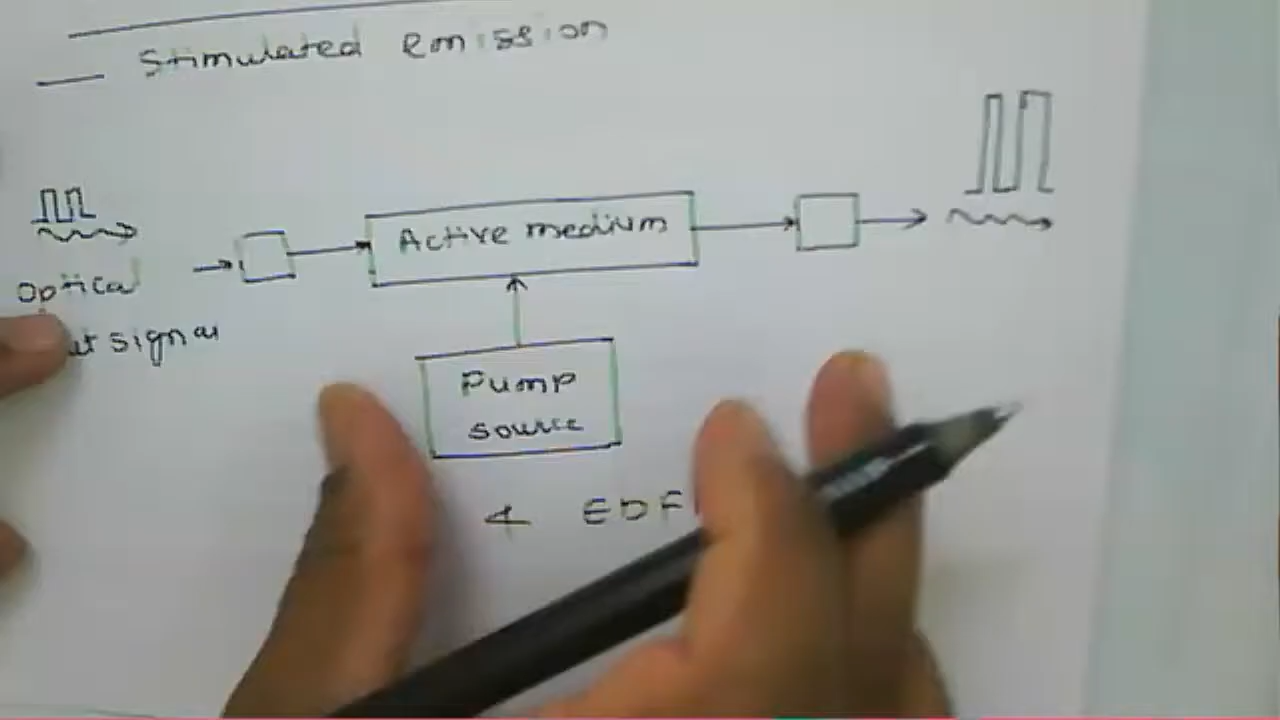 Stimulated emission
Active medium
Optical
signal
Pump
source
EDF